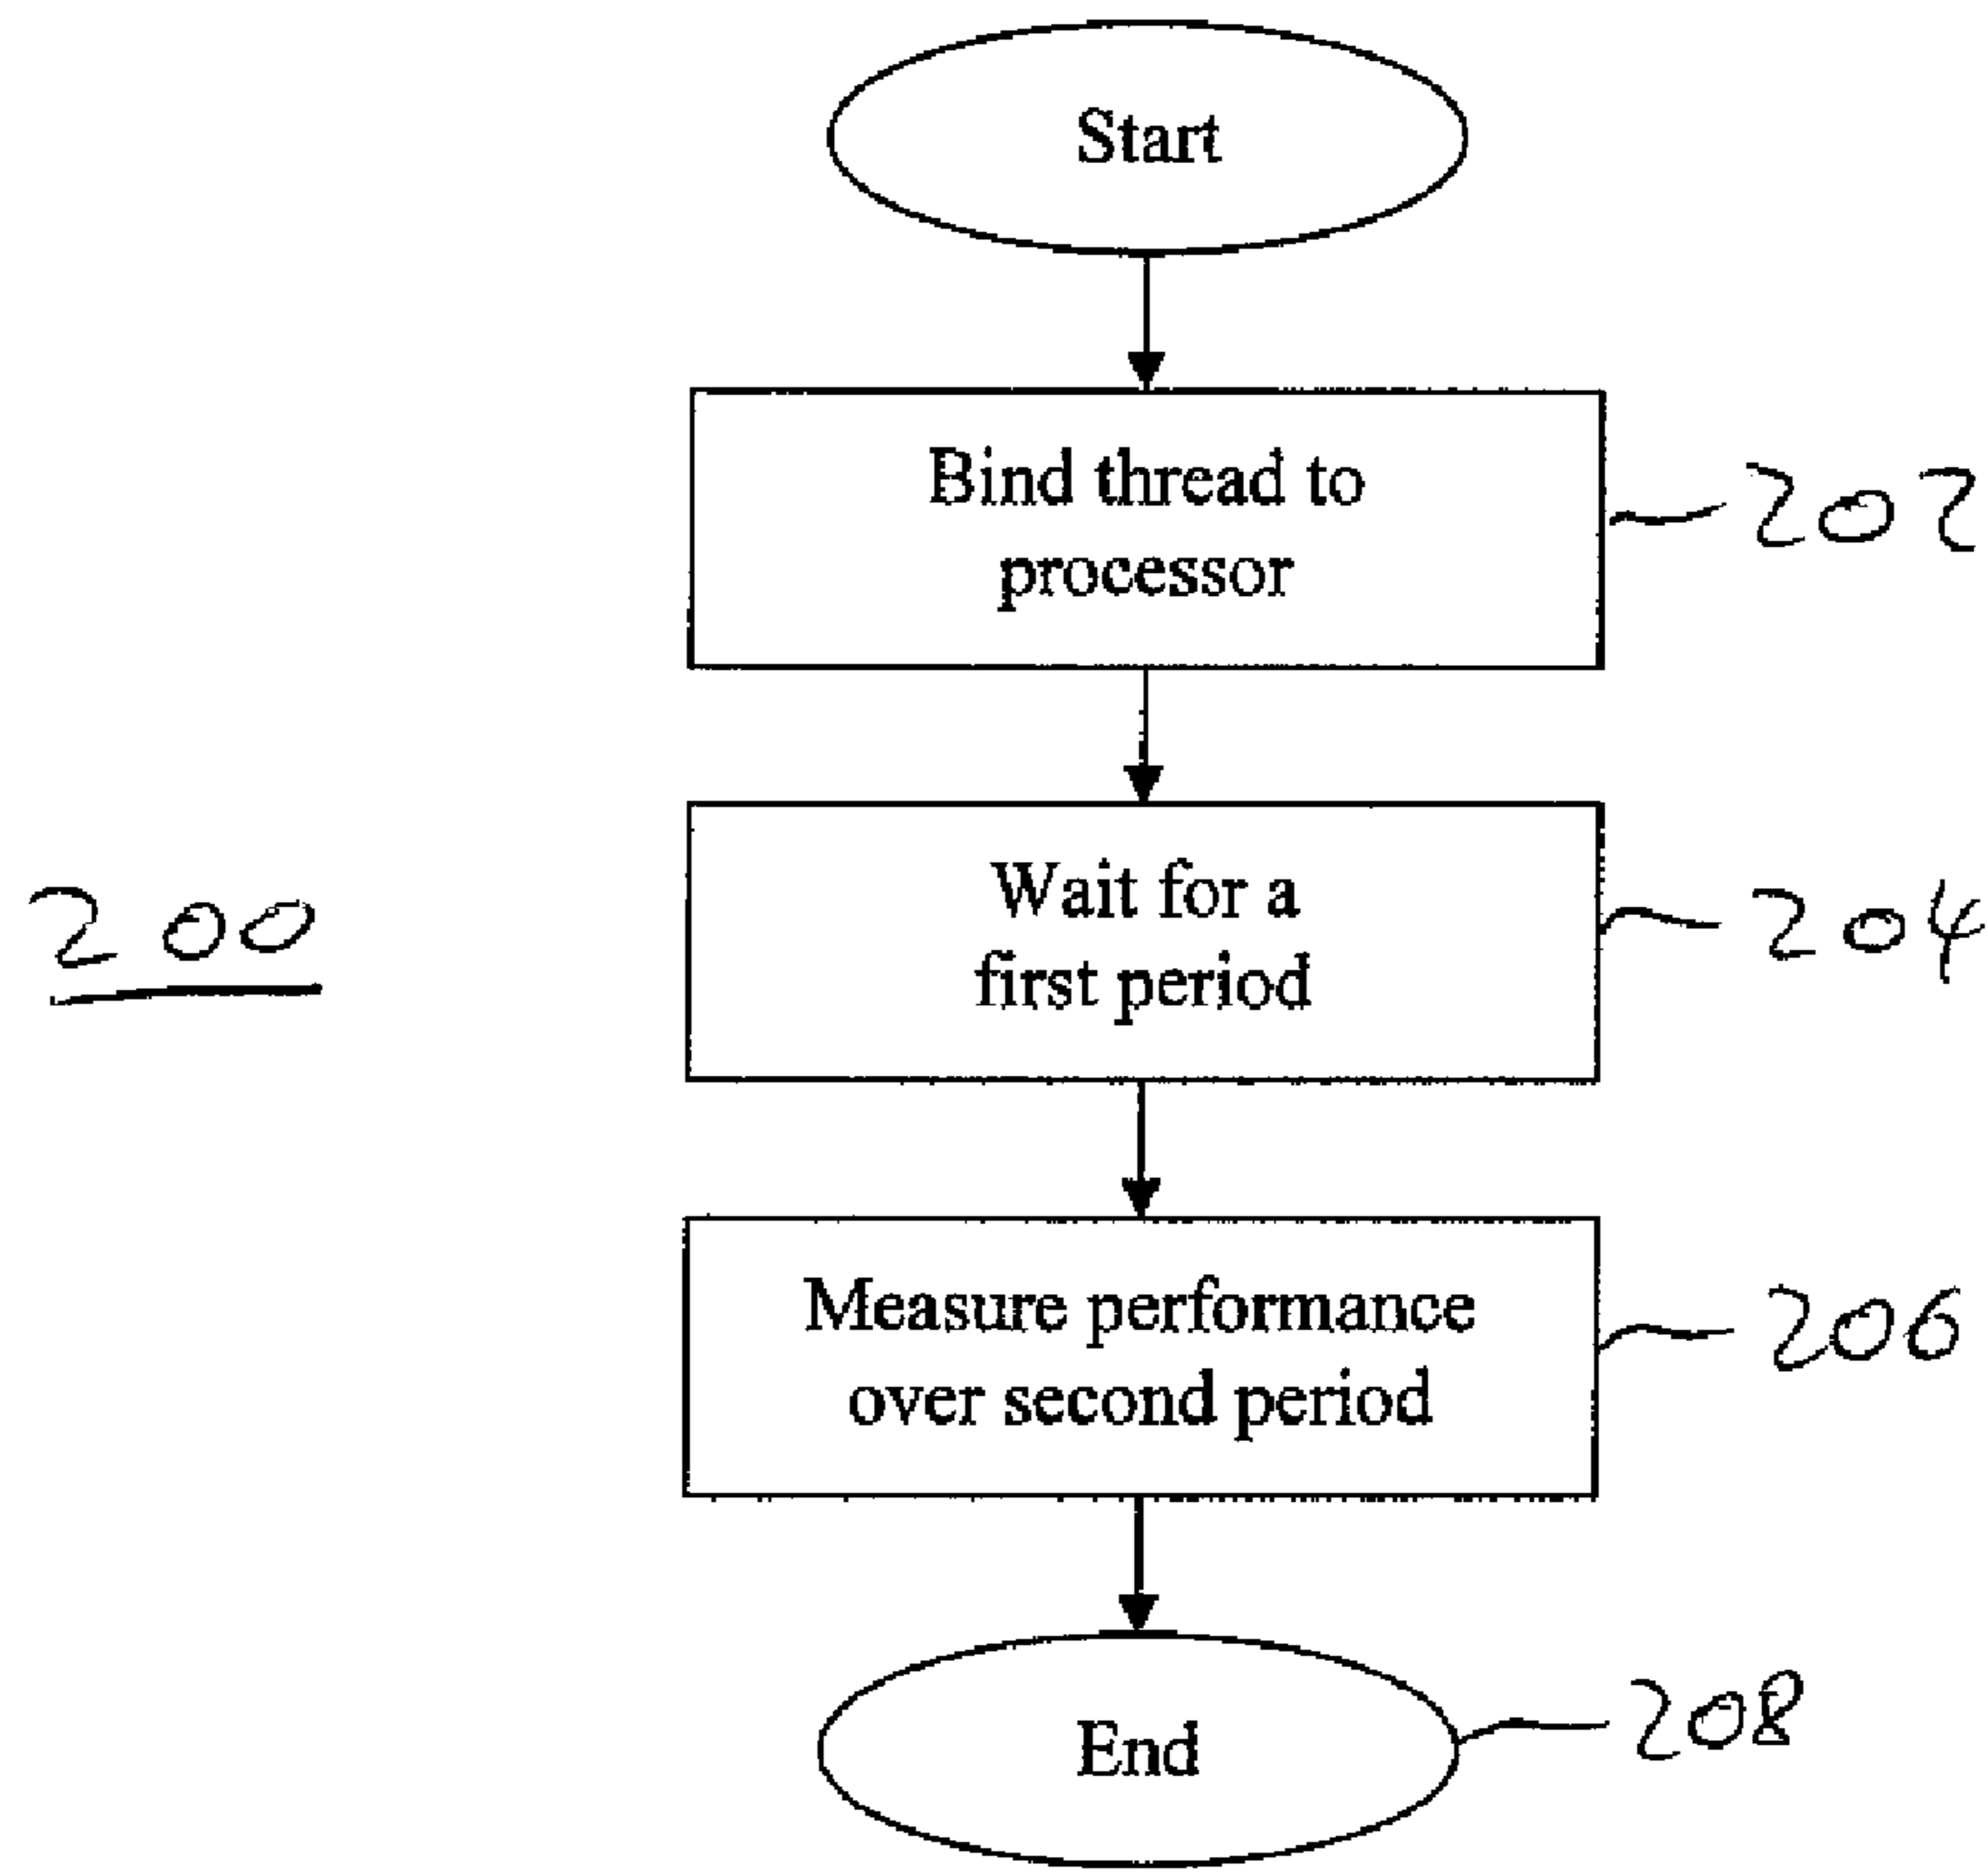 Start
Bind thread to
processor
202
Wait for a
first period
204
200
Measure performance
over second period
206
End
208